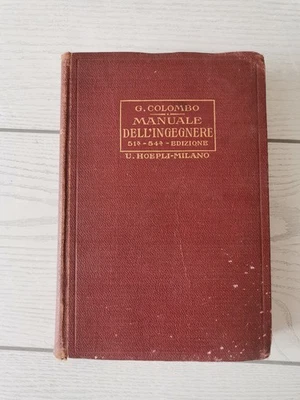 G. COLOMBO
MANUALE
DELL'INGEGNERE
51ª - 54ª - EDIZIONE
U. HOEPLI - MILANO